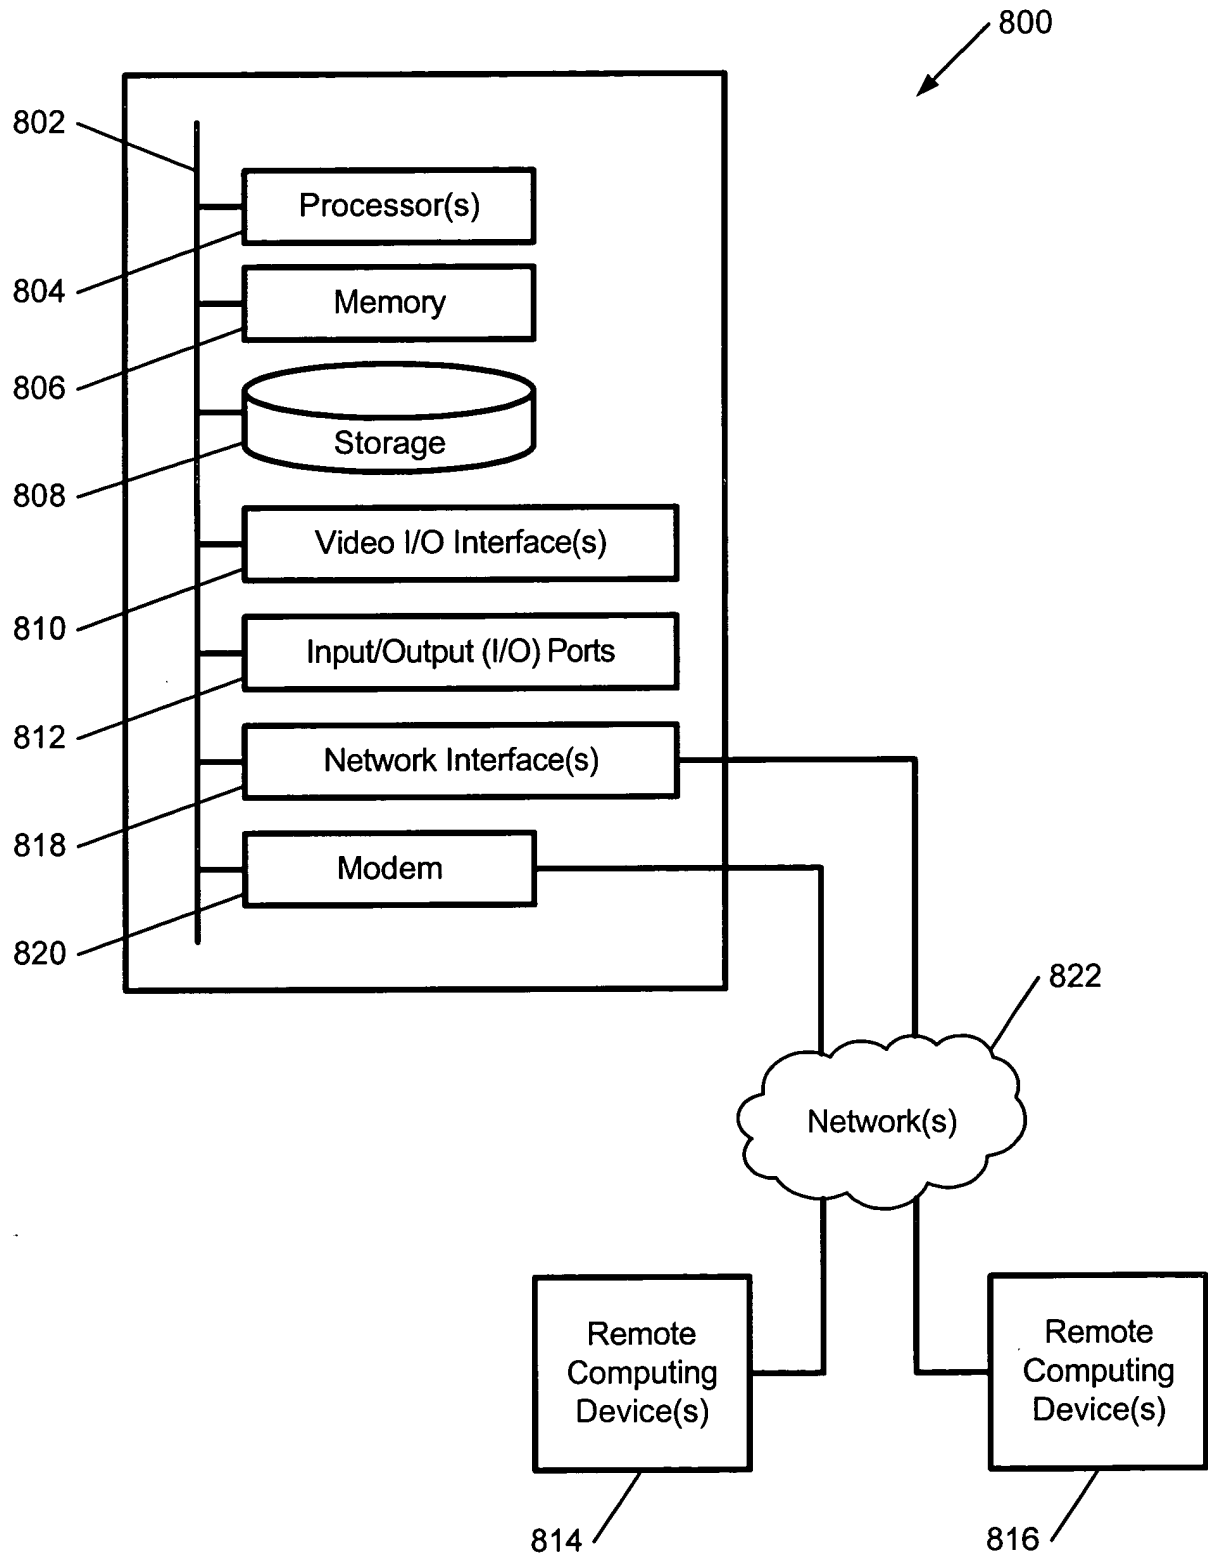 800
802
Processor(s)
804
Memory
806
Storage
808
Video I/O Interface(s)
810
Input/Output (I/O) Ports
812
Network Interface(s)
818
Modem
820
822
Network(s)
Remote
Computing
Device(s)
814
Remote
Computing
Device(s)
816